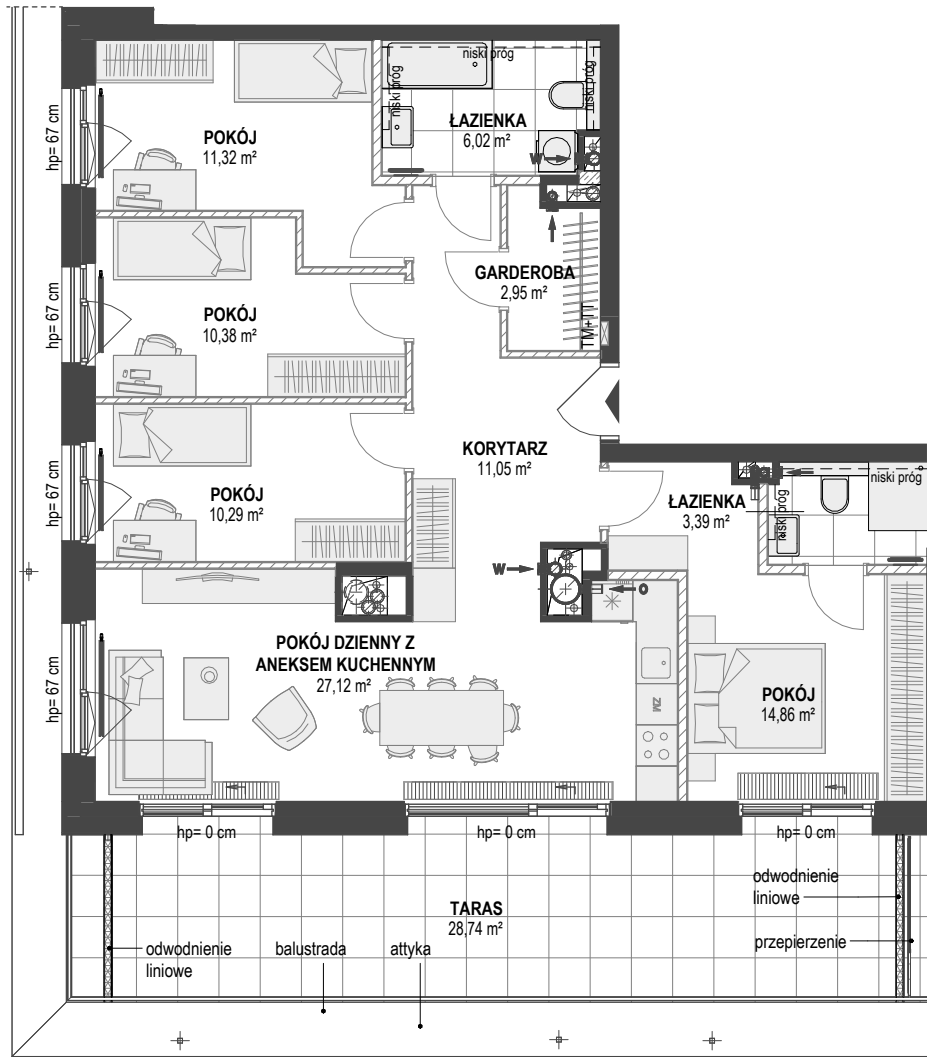 niski próg
niski próg
niski próg
hp= 67 cm
POKÓJ
11,32 m²
ŁAZIENKA
6,02 m²
W
GARDEROBA
2,95 m²
TM+TT
hp= 67 cm
POKÓJ
10,38 m²
KORYTARZ
11,05 m²
hp= 67 cm
POKÓJ
10,29 m²
niski próg
ŁAZIENKA
3,39 m²
niski próg
W
O
POKÓJ DZIENNY Z
ANEKSEM KUCHENNYM
27,12 m²
hp= 67 cm
ZM
POKÓJ
14,86 m²
hp= 0 cm
hp= 0 cm
hp= 0 cm
TARAS
28,74 m²
odwodnienie
liniowe
odwodnienie
liniowe
balustrada
attyka
przepierzenie